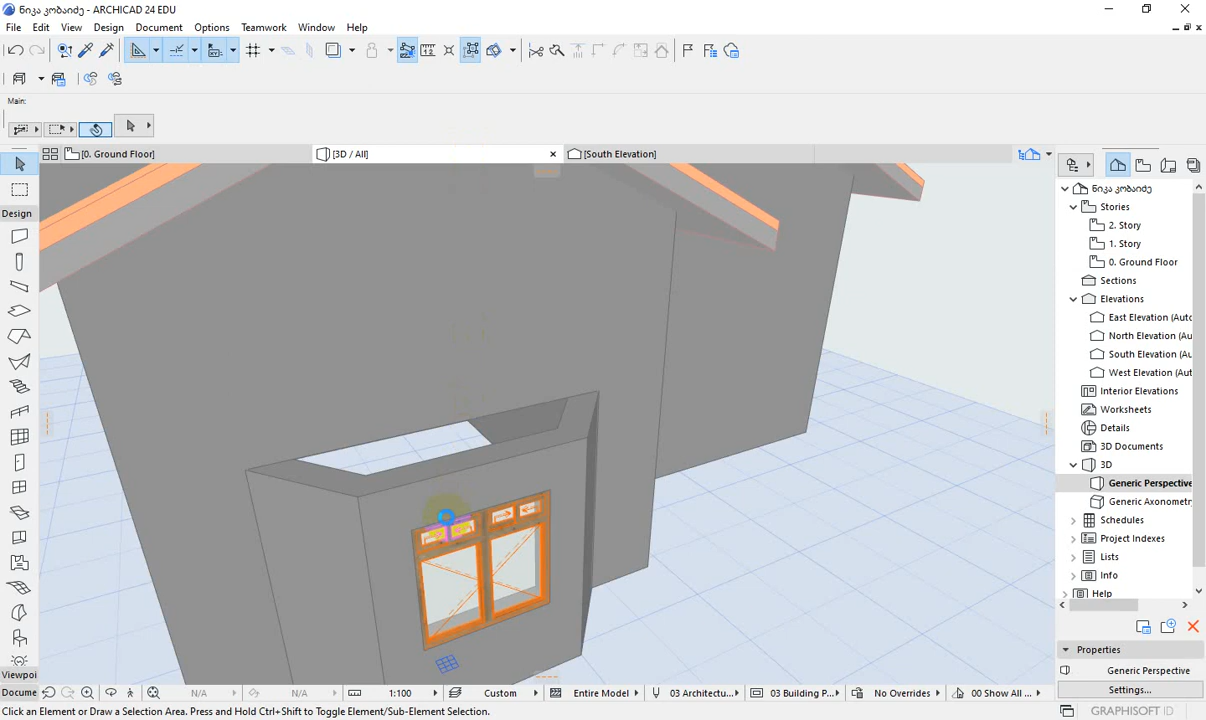 ნიკა კობაიძე - ARCHICAD 24 EDU
File Edit View Design Document Options Teamwork Window Help
Main:
[0. Ground Floor]
[3D / All]
[South Elevation]
Design
Viewpoi
Docume
ნიკა კობაიძე
Stories
2. Story
1. Story
0. Ground Floor
Sections
Elevations
East Elevation (Auto
North Elevation (Au
South Elevation (Au
West Elevation (Aut
Interior Elevations
Worksheets
Details
3D Documents
3D
Generic Perspective
Generic Axonometr
Schedules
Project Indexes
Lists
Info
Help
Properties
Generic Perspective
Settings...
N/A
N/A
1:100
Custom
Entire Model
03 Architectu...
03 Building P...
No Overrides
00 Show All ...
Click an Element or Draw a Selection Area. Press and Hold Ctrl+Shift to Toggle Element/Sub-Element Selection.
GRAPHISOFT ID